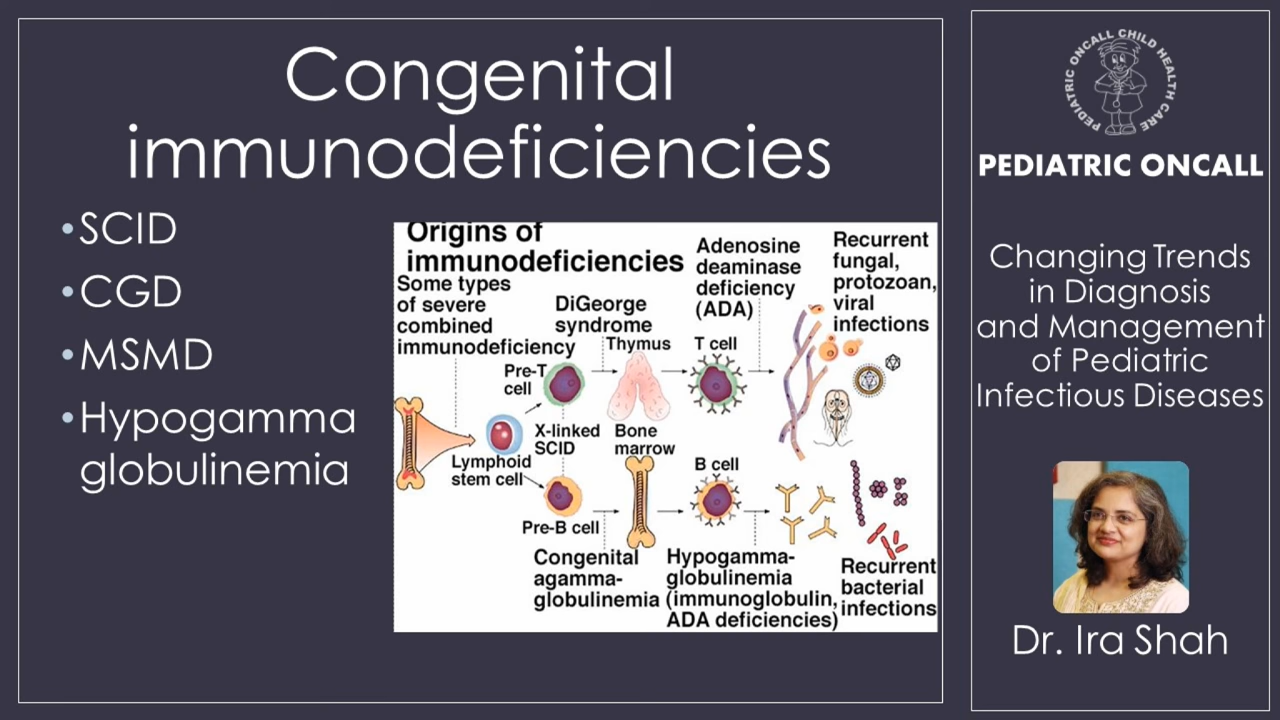 Congenital
immunodeficiencies
•SCID
•CGD
•MSMD
•Hypogamma
globulinemia
Origins of
immunodeficiencies
Some types
of severe
combined
immunodeficiency
DiGeorge
syndrome
Adenosine
deaminase
deficiency
(ADA)
Recurrent
fungal,
protozoan,
viral
infections
Pre-T
cell
Thymus
T cell
Lymphoid
stem cell
X-linked
SCID
Bone
marrow
B cell
Pre-B cell
Congenital
agamma-
globulinemia
Hypogamma-
globulinemia
(immunoglobulin,
ADA deficiencies)
Recurrent
bacterial
infections
PEDIATRIC ONCALL CHILD HEALTH CARE
PEDIATRIC ONCALL
Changing Trends
in Diagnosis
and Management
of Pediatric
Infectious Diseases
Dr. Ira Shah